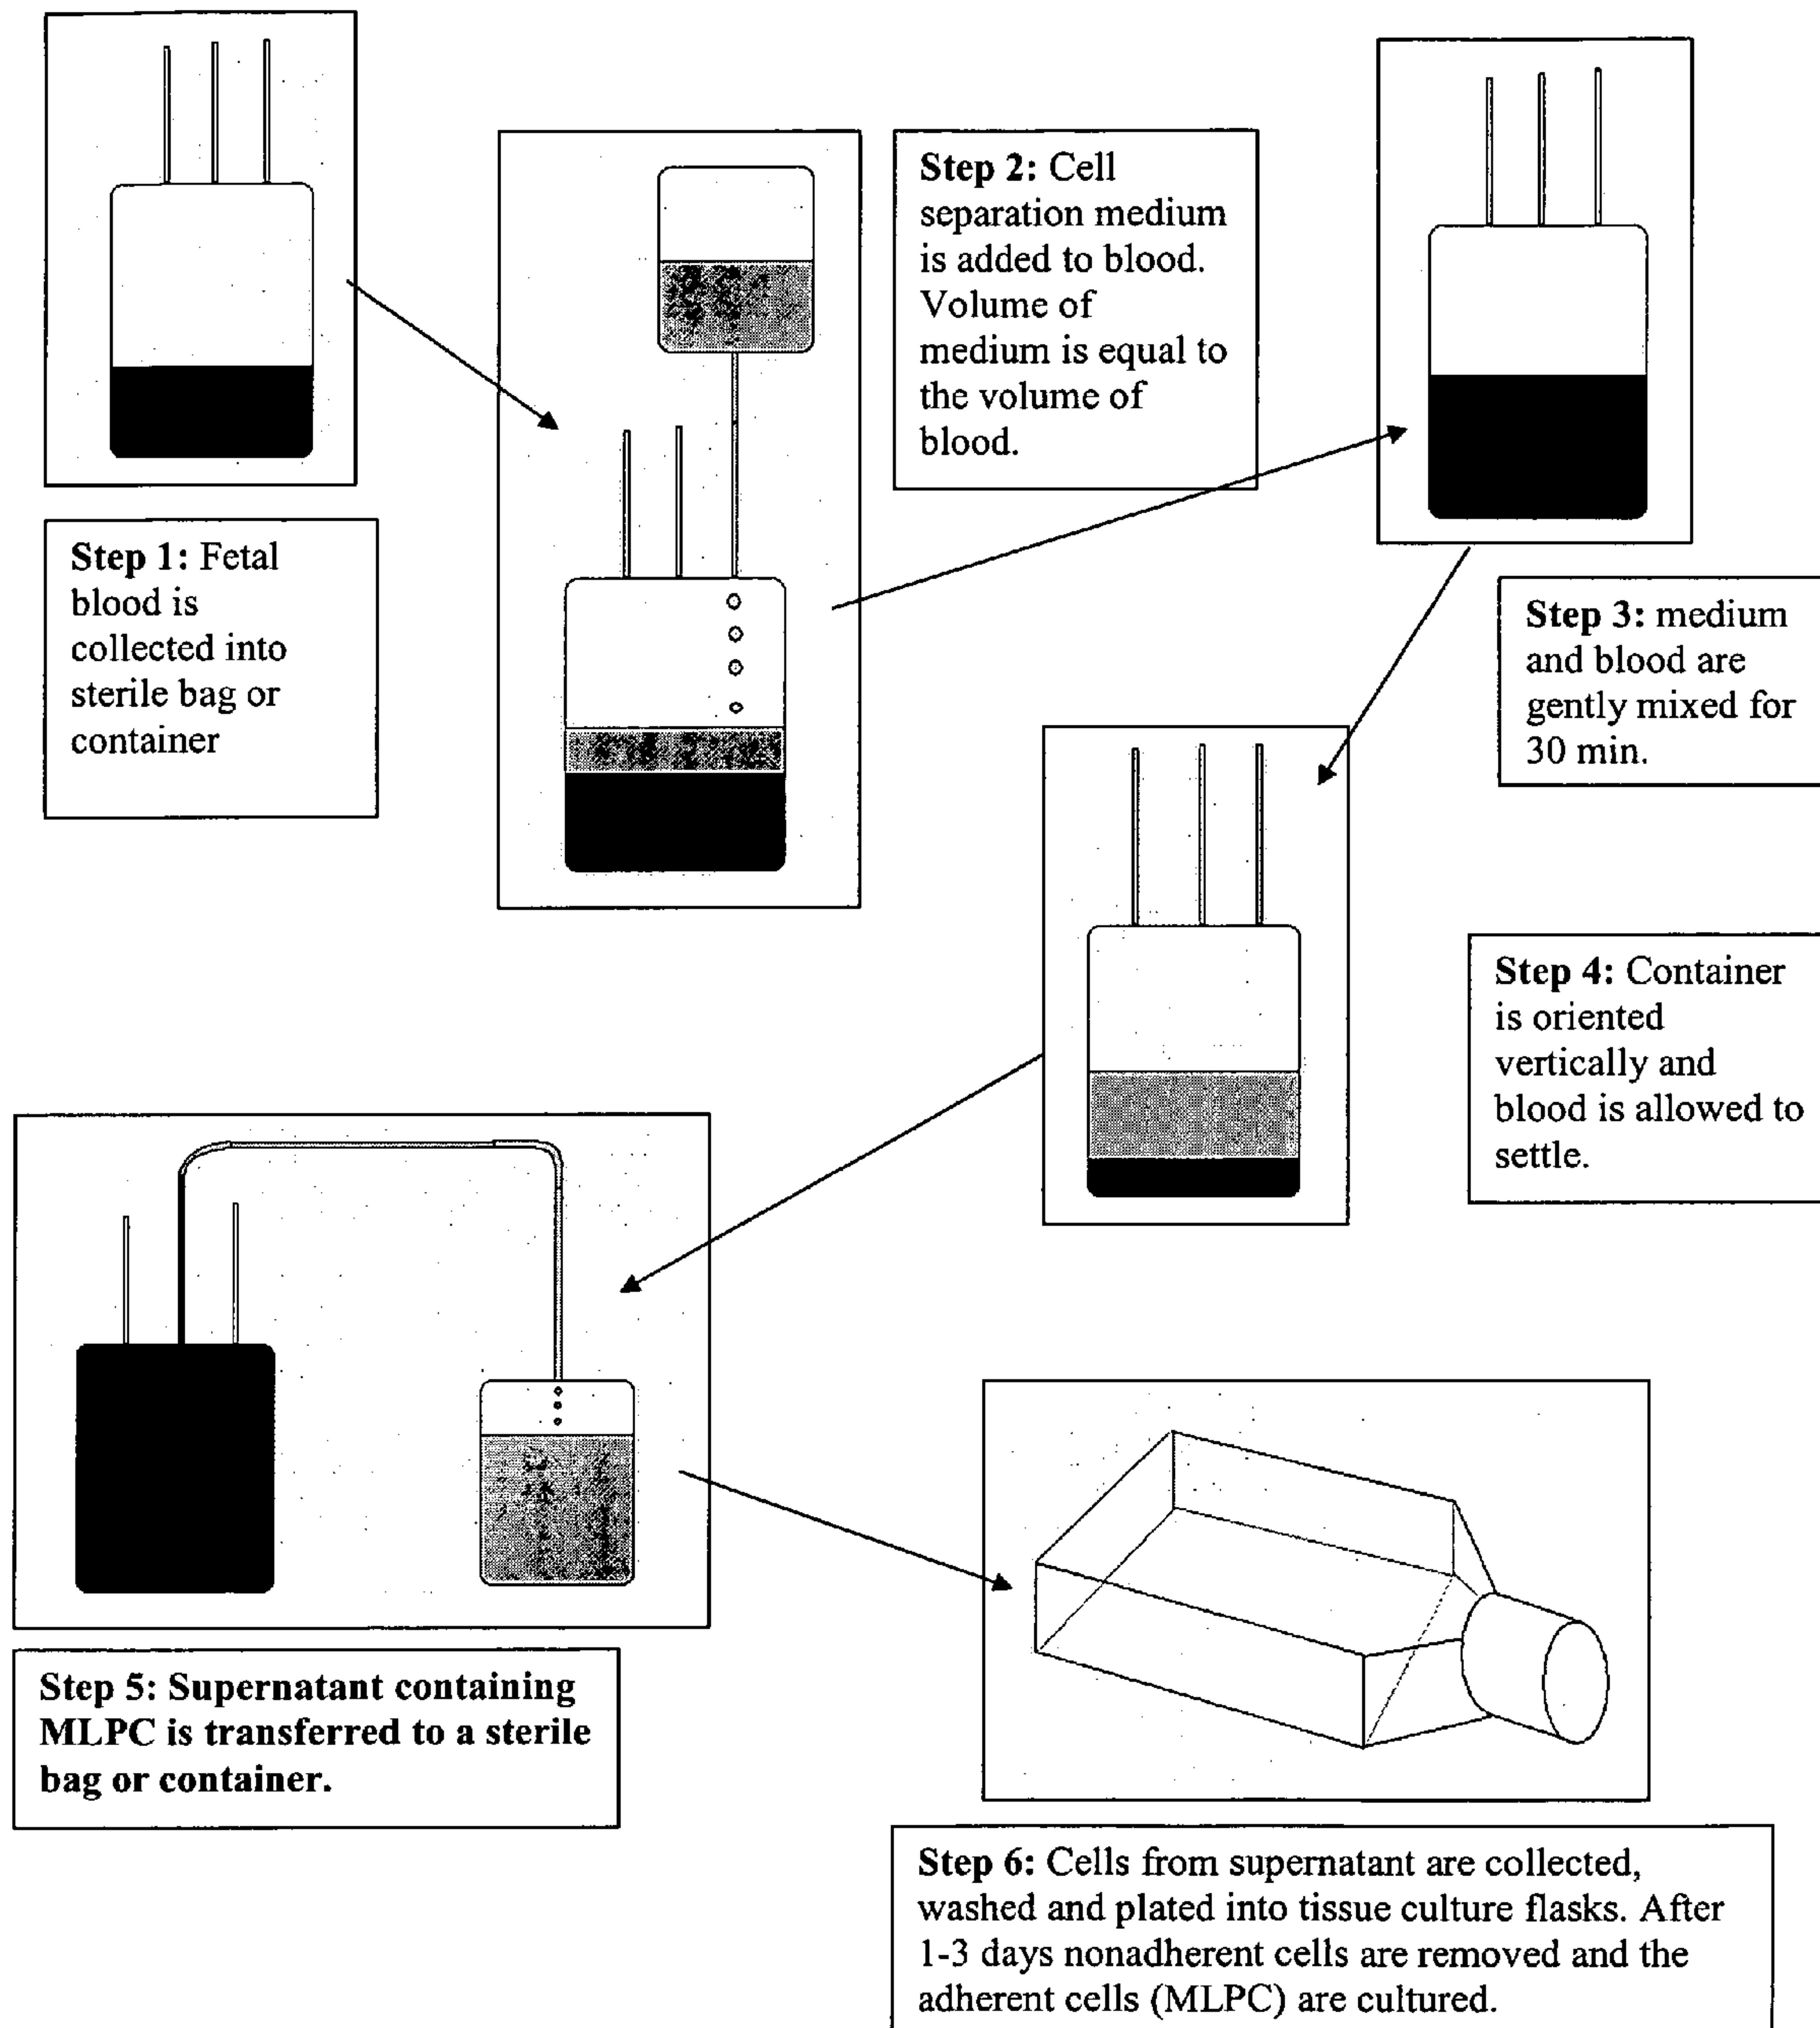 Step 1: Fetal
blood is
collected into
sterile bag or
container
Step 2: Cell
separation medium
is added to blood.
Volume of
medium is equal to
the volume of
blood.
Step 3: medium
and blood are
gently mixed for
30 min.
Step 4: Container
is oriented
vertically and
blood is allowed to
settle.
Step 5: Supernatant containing
MLPC is transferred to a sterile
bag or container.
Step 6: Cells from supernatant are collected,
washed and plated into tissue culture flasks. After
1-3 days nonadherent cells are removed and the
adherent cells (MLPC) are cultured.